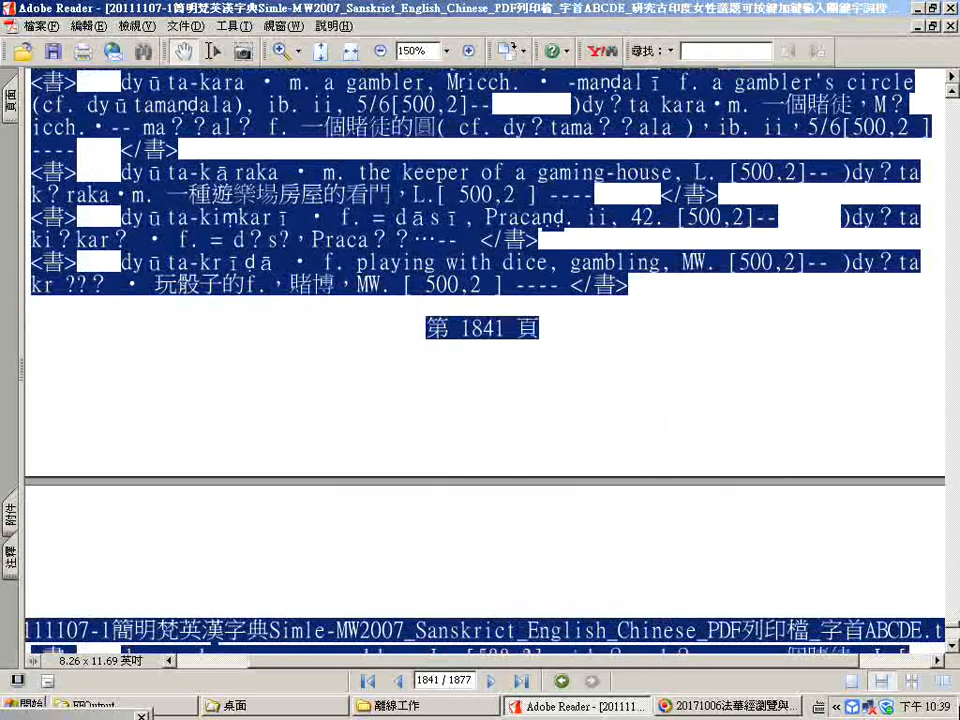 Adobe Reader - [20111107-1簡明梵英漢字典Simle-MW2007_Sanskrict_English_Chinese_PDF列印檔_字首ABCDE_研究古印度女性議題可按鍵加鍵輸入關鍵字詞搜
檔案(F) 編輯(E) 檢視(V) 文件(D) 工具(T) 視窗(W) 說明(H)
150% 尋找：
頁面
<書> dyūta-kara · m. a gambler, Mricch. · -maṇḍalī f. a gambler's circle
(cf. dyūtamaṇḍala), ib. ii, 5/6[500,2]-- )dy?ta kara·m. 一個賭徒，M?
icch.·-- ma??al? f. 一個賭徒的圓( cf. dy?tama??ala )，ib. ii，5/6[500,2 ]
---- </書>
<書> dyūta-kāraka · m. the keeper of a gaming-house, L. [500,2]-- )dy?ta
k?raka·m. 一種遊樂場房屋的看門，L.[ 500,2 ] ---- </書>
<書> dyūta-kiṃkarī · f. = dāsī, Pracaṇḍ. ii, 42. [500,2]-- )dy?ta
ki?kar? · f. = d?s?,Praca??…-- </書>
<書> dyūta-krīḍā · f. playing with dice, gambling, MW. [500,2]-- )dy?ta
kr ??? · 玩骰子的f.，賭博，MW. [ 500,2 ] ---- </書>
第 1841 頁
附件
注釋
111107-1簡明梵英漢字典Simle-MW2007_Sanskrict_English_Chinese_PDF列印檔_字首ABCDE.t
8.26 x 11.69 英吋
1841 / 1877
開始 FFOutput 桌面 離線工作 Adobe Reader - [2011... 20171006法華經瀏覽與... 下午 10:39